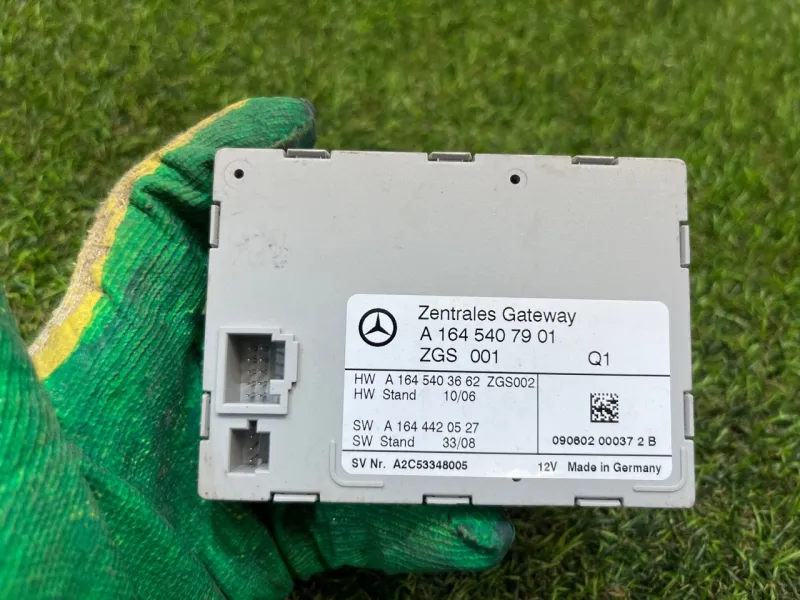 Zentrales Gateway
A 164 540 79 01
ZGS 001 Q1
HW A 164 540 36 62 ZGS002
HW Stand 10/06
SW A 164 442 05 27
SW Stand 33/08
090602 00037 2 B
SV Nr. A2C53348005 12V Made in Germany